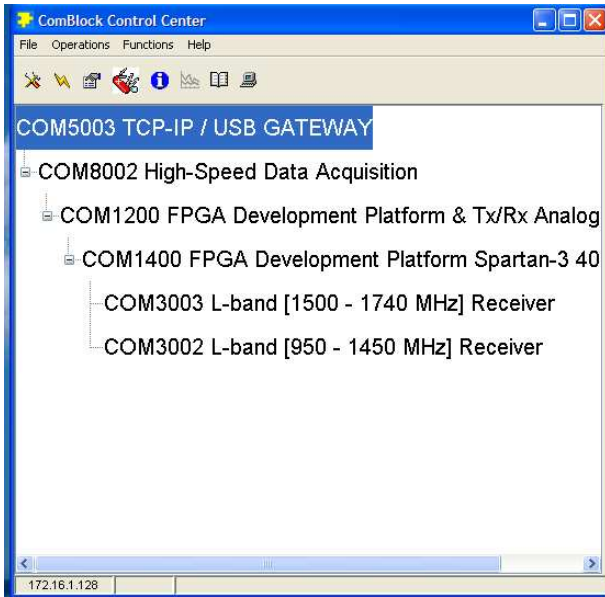 ComBlock Control Center
File Operations Functions Help
COM5003 TCP-IP / USB GATEWAY
COM8002 High-Speed Data Acquisition
COM1200 FPGA Development Platform & Tx/Rx Analog
COM1400 FPGA Development Platform Spartan-3 40
COM3003 L-band [1500 - 1740 MHz] Receiver
COM3002 L-band [950 - 1450 MHz] Receiver
172.16.1.128